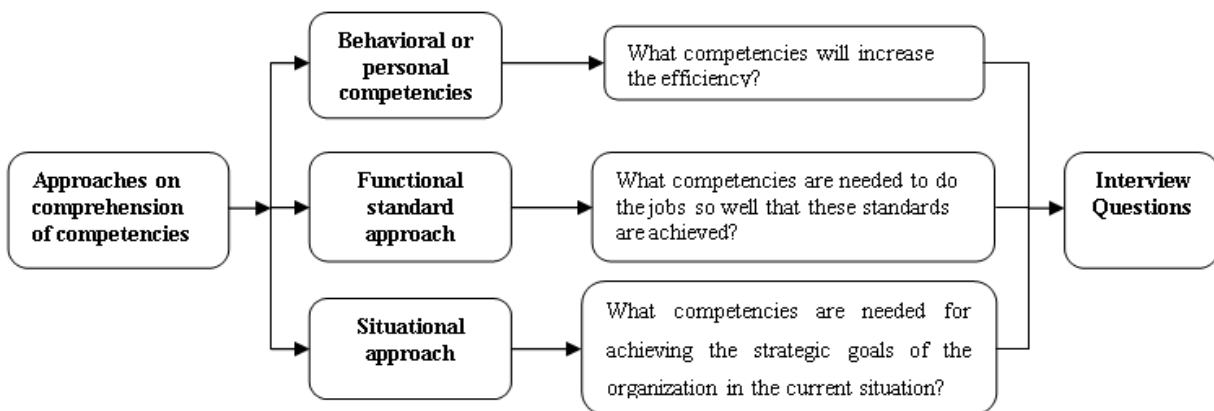 Approaches on
comprehension
of competencies
Behavioral or
personal
competencies
What competencies will increase
the efficiency?
Functional
standard
approach
What competencies are needed to do
the jobs so well that these standards
are achieved?
Situational
approach
What competencies are needed for
achieving the strategic goals of the
organization in the current situation?
Interview
Questions